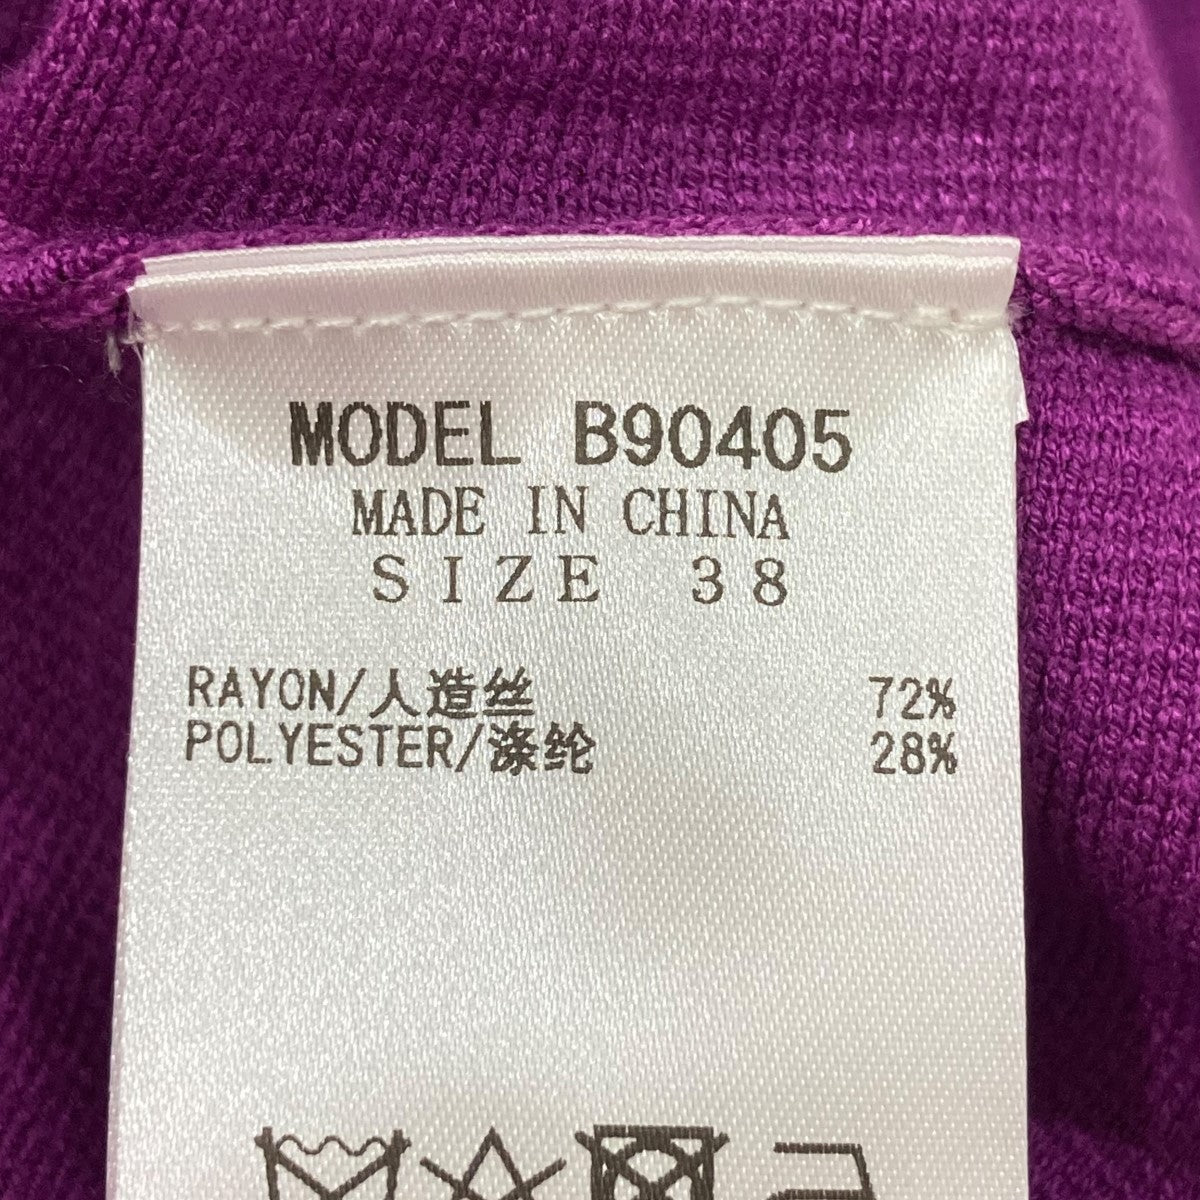 MODEL B90405
MADE IN CHINA
SIZE 38
RAYON/人造丝 72%
POLYESTER/涤纶 28%